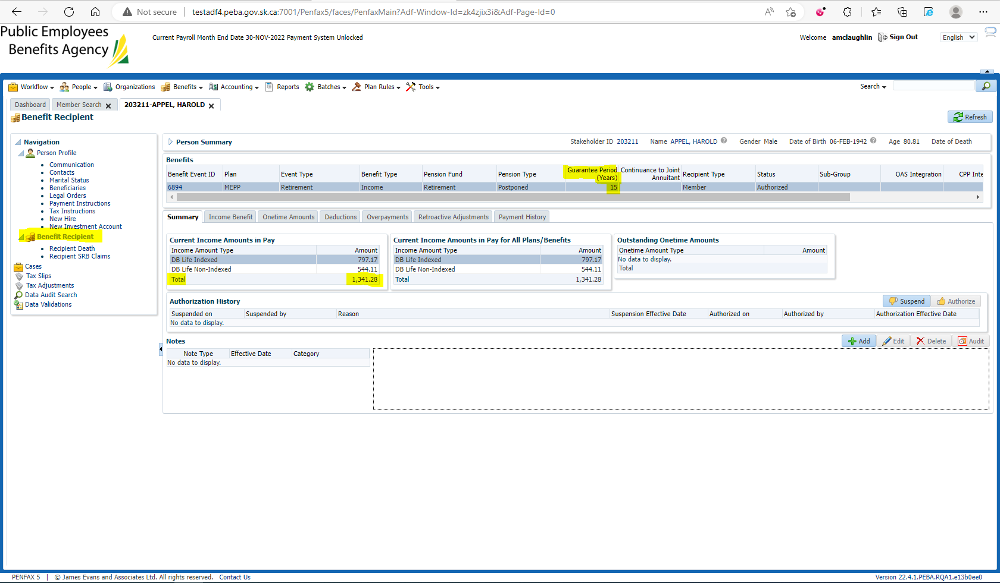 Not secure | testadf4.peba.gov.sk.ca:7001/Penfax5/faces/PenfaxMain?Adf-Window-Id=zk4zjix3i&Adf-Page-Id=0
Public Employees
Benefits Agency
Current Payroll Month End Date 30-NOV-2022 Payment System Unlocked
Welcome amclaughlin Sign Out English
Workflow People Organizations Benefits Accounting Reports Batches Plan Rules Tools Search
Dashboard Member Search 203211-APPEL, HAROLD
Benefit Recipient Refresh
Navigation
Person Profile
Communication
Contacts
Marital Status
Beneficiaries
Legal Orders
Payment Instructions
Tax Instructions
New Hire
New Investment Account
Benefit Recipient
Recipient Death
Recipient SRB Claims
Cases
Tax Slips
Tax Adjustments
Data Audit Search
Data Validations
Person Summary Stakeholder ID 203211 Name APPEL, HAROLD Gender Male Date of Birth 06-FEB-1942 Age 80.81 Date of Death
Benefits
Benefit Event ID Plan Event Type Benefit Type Pension Fund Pension Type Guarantee Period (Years) Continuance to Joint Annuitant Recipient Type Status Sub-Group OAS Integration CPP Inte
6894 MEPP Retirement Income Retirement Postponed 15 Member Authorized
Summary Income Benefit Onetime Amounts Deductions Overpayments Retroactive Adjustments Payment History
Current Income Amounts in Pay
Income Amount Type Amount
DB Life Indexed 797.17
DB Life Non-Indexed 544.11
Total 1,341.28
Current Income Amounts in Pay for All Plans/Benefits
Income Amount Type Amount
DB Life Indexed 797.17
DB Life Non-Indexed 544.11
Total 1,341.28
Outstanding Onetime Amounts
Onetime Amount Type Amount
No data to display.
Total
Authorization History Suspend Authorize
Suspended on Suspended by Reason Suspension Effective Date Authorized on Authorized by Authorization Effective Date
No data to display.
Notes Add Edit Delete Audit
Note Type Effective Date Category
No data to display.
PENFAX 5 | © James Evans and Associates Ltd. All rights reserved. Contact Us Version 22.4.1.PEBA.RQA1.e13b0ee0